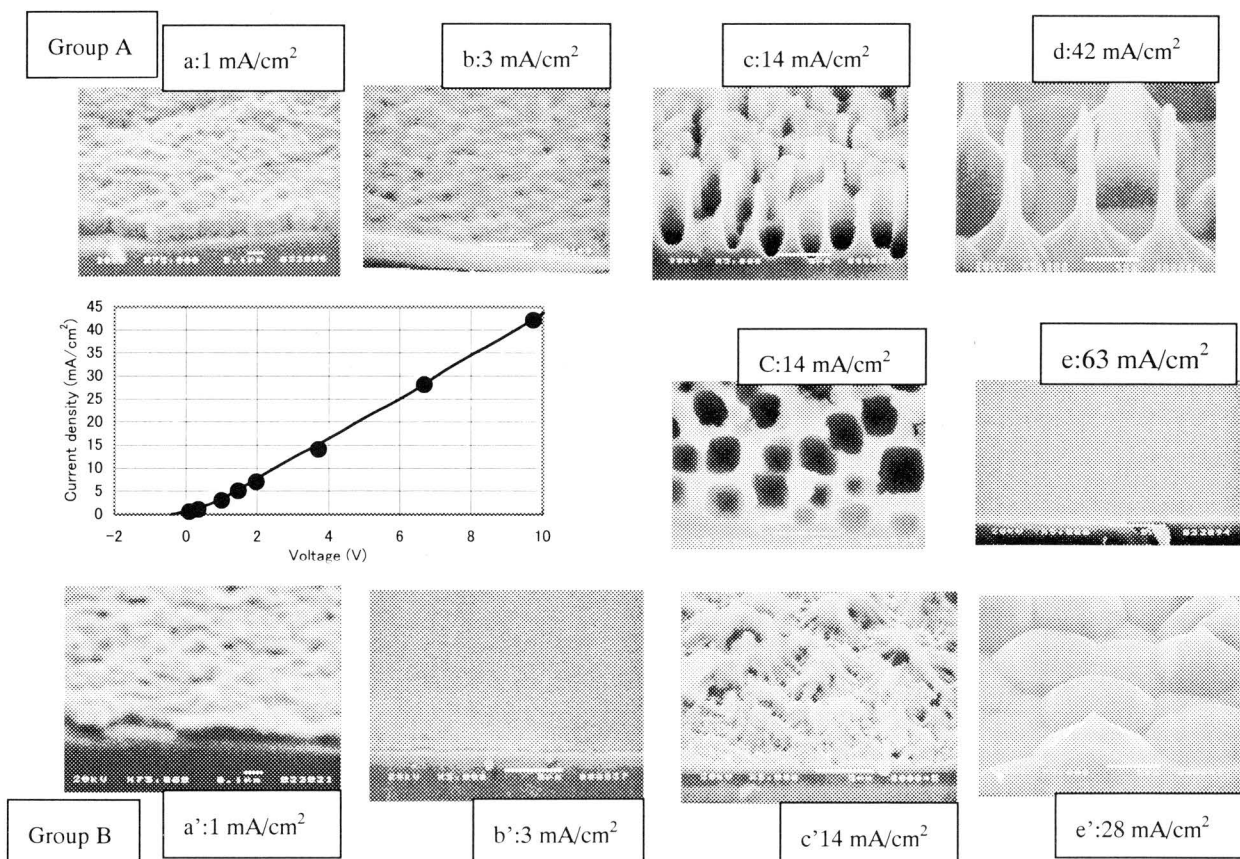 Group A
a:1 mA/cm²
b:3 mA/cm²
c:14 mA/cm²
d:42 mA/cm²
45
40
35
30
25
20
15
10
5
0
Current density (mA/cm²)
-2
0
2
4
6
8
10
Voltage (V)
C:14 mA/cm²
e:63 mA/cm²
20KV
a':1 mA/cm²
b':3 mA/cm²
c'14 mA/cm²
e':28 mA/cm²
Group B